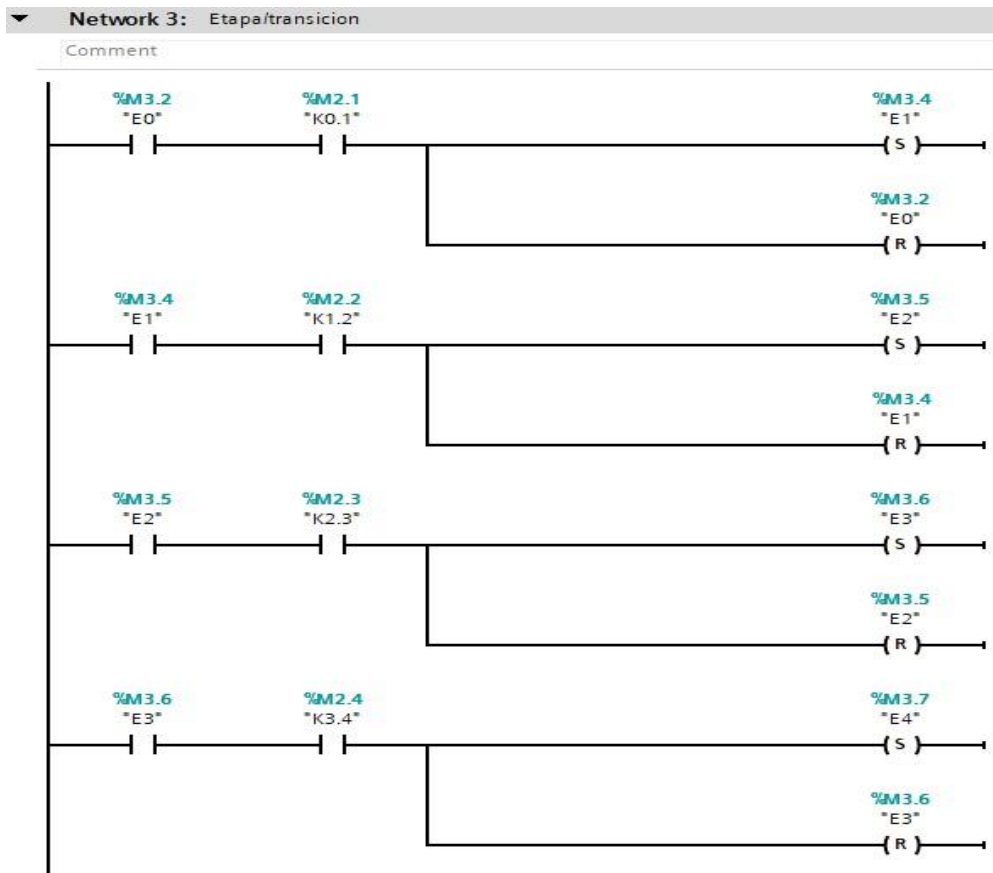 Network 3: Etapa/transicion
Comment
%M3.2 %M2.1 %M3.4
"E0" "K0.1" "E1"
( S )
%M3.2
"E0"
( R )
%M3.4 %M2.2 %M3.5
"E1" "K1.2" "E2"
( S )
%M3.4
"E1"
( R )
%M3.5 %M2.3 %M3.6
"E2" "K2.3" "E3"
( S )
%M3.5
"E2"
( R )
%M3.6 %M2.4 %M3.7
"E3" "K3.4" "E4"
( S )
%M3.6
"E3"
( R )